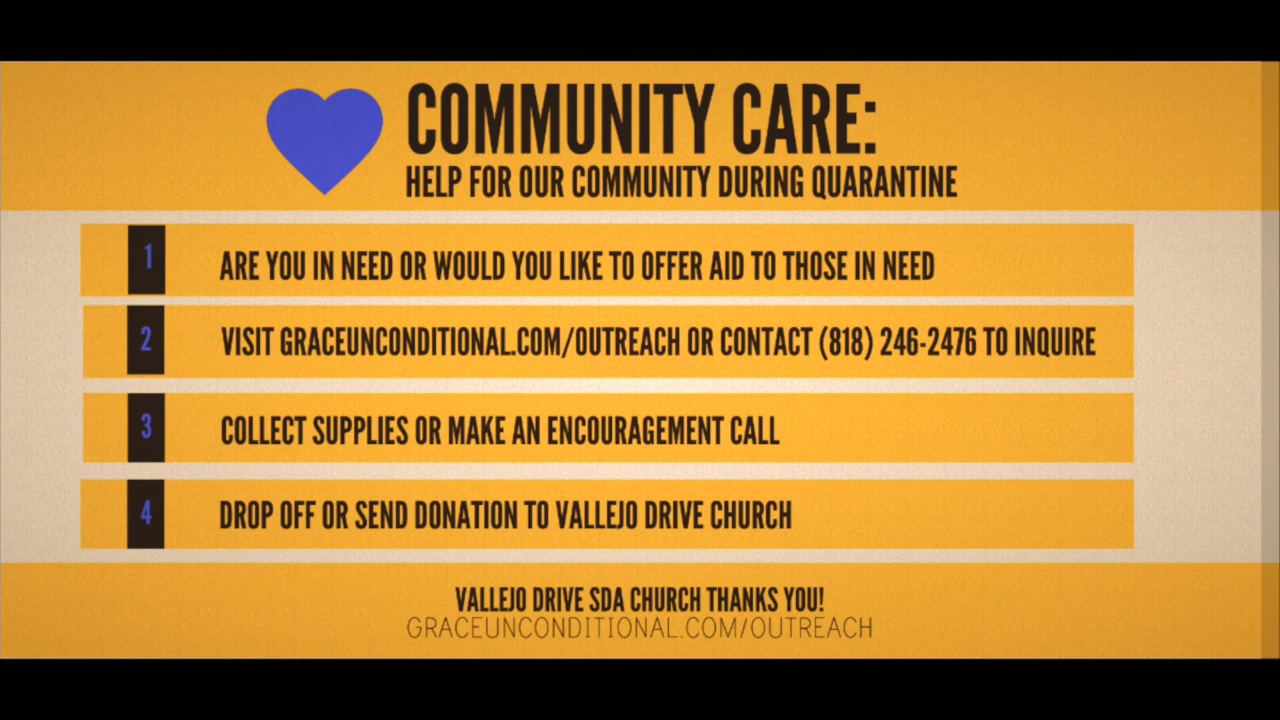 COMMUNITY CARE:
HELP FOR OUR COMMUNITY DURING QUARANTINE
1 ARE YOU IN NEED OR WOULD YOU LIKE TO OFFER AID TO THOSE IN NEED
2 VISIT GRACEUNCONDITIONAL.COM/OUTREACH OR CONTACT (818) 246-2476 TO INQUIRE
3 COLLECT SUPPLIES OR MAKE AN ENCOURAGEMENT CALL
4 DROP OFF OR SEND DONATION TO VALLEJO DRIVE CHURCH
VALLEJO DRIVE SDA CHURCH THANKS YOU!
GRACEUNCONDITIONAL.COM/OUTREACH